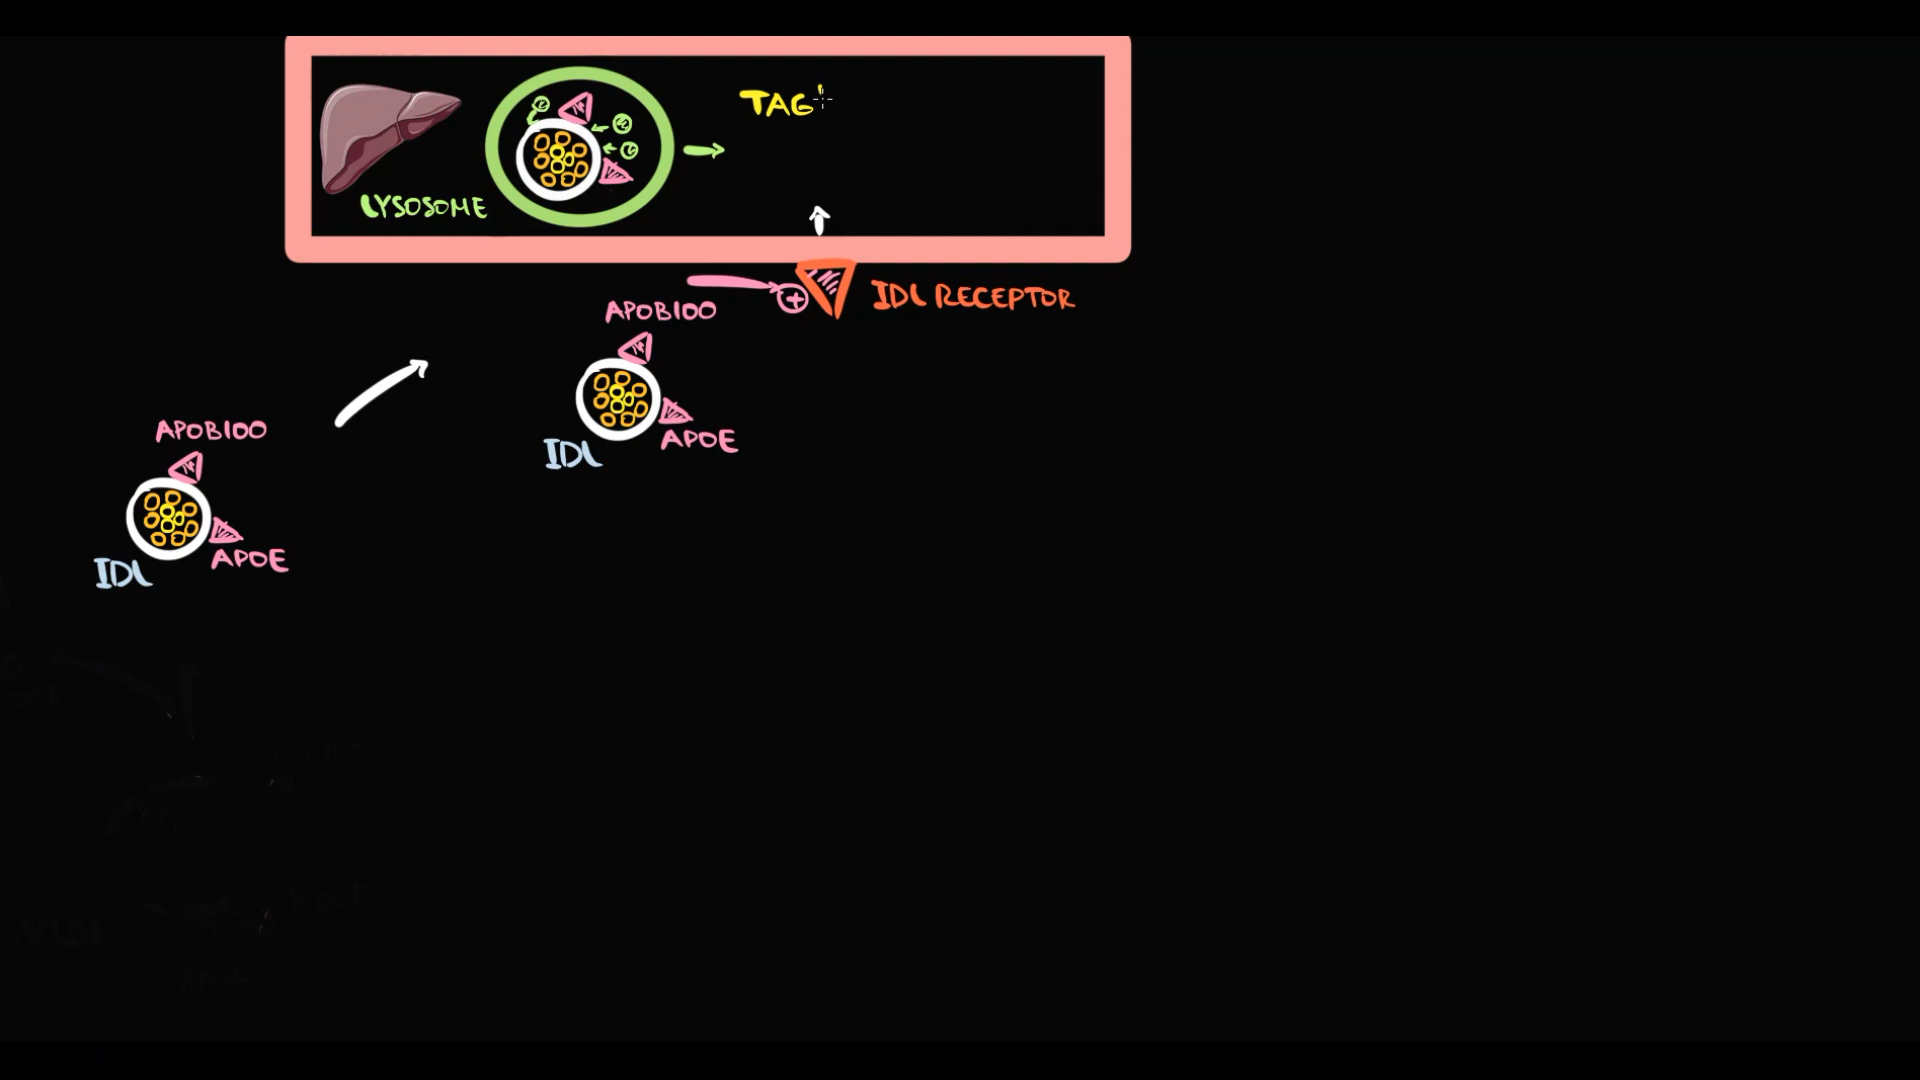 TAG'
LYSOSOME
IDL RECEPTOR
APOB100
APOE
IDL
APOB100
APOE
IDL